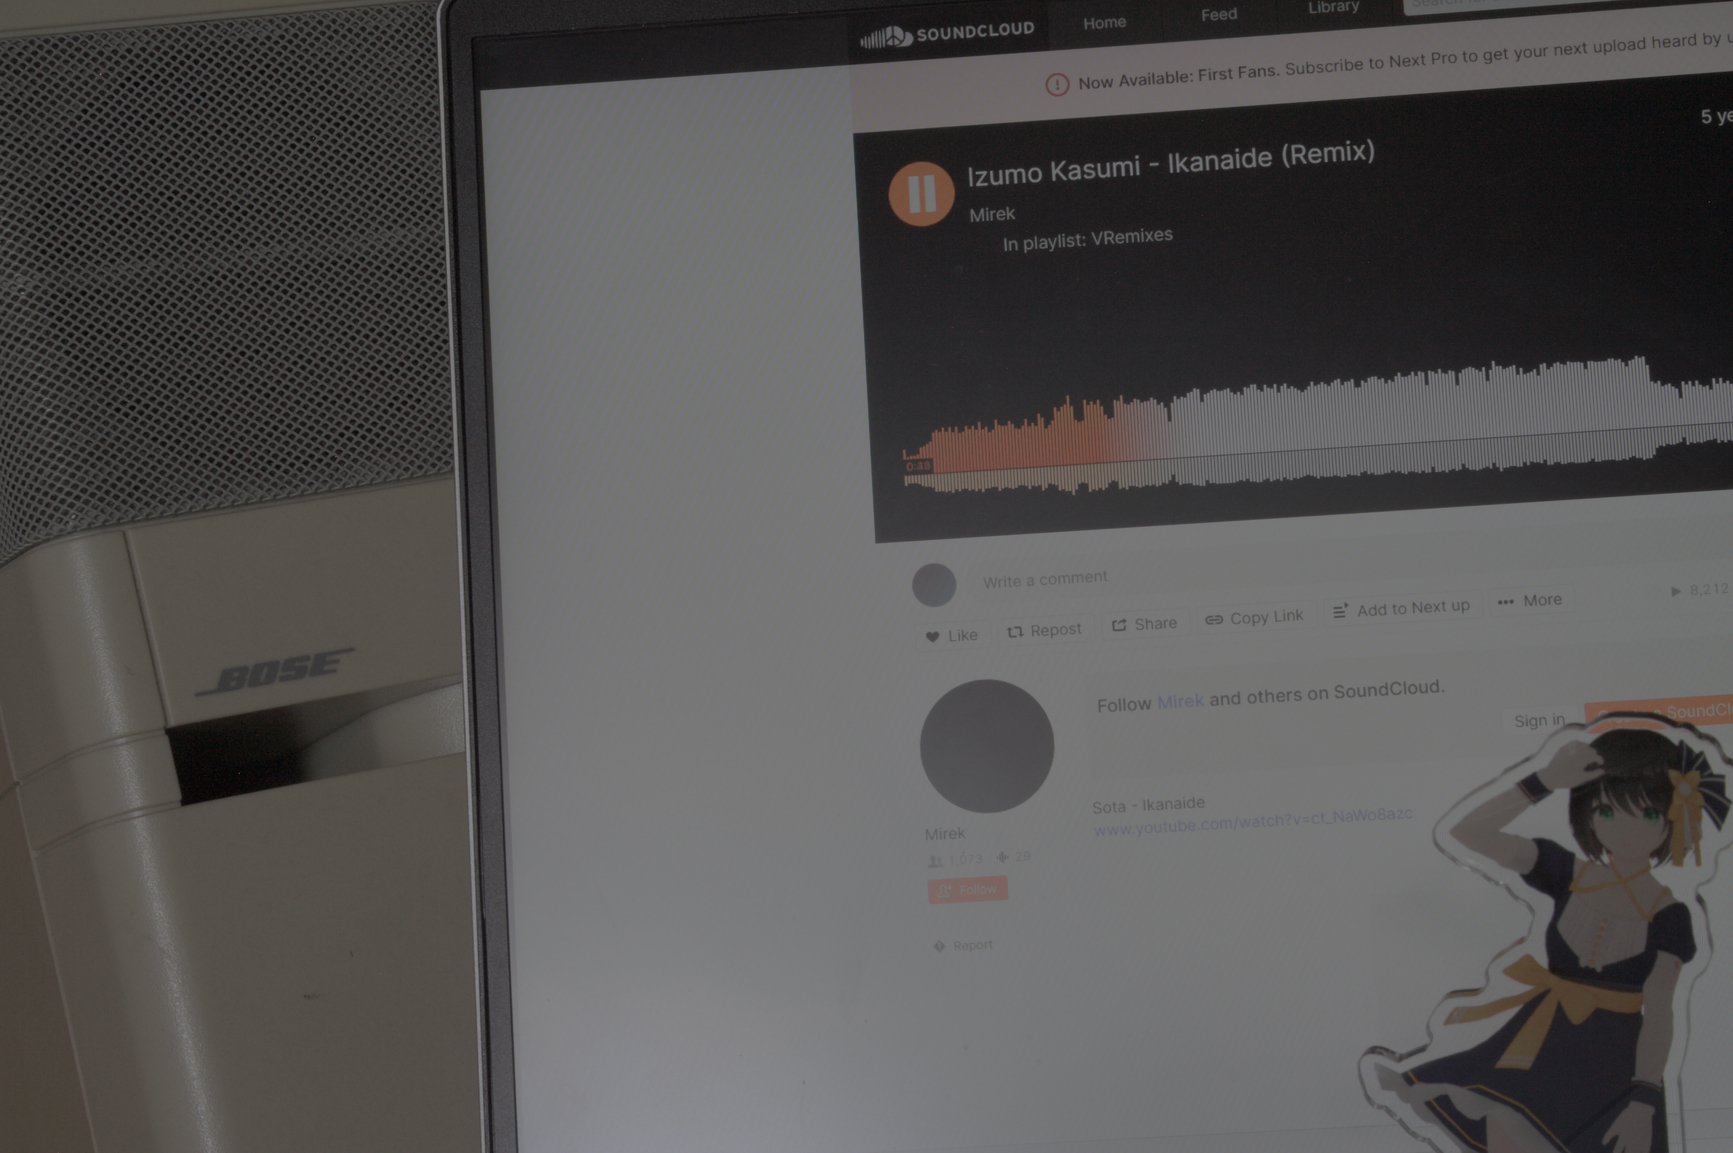 SOUNDCLOUD
Home
Feed
Library
Now Available: First Fans. Subscribe to Next Pro to get your next upload heard by
5
Izumo Kasumi - Ikanaide (Remix)
Mirek
In playlist: VRemixes
0:48
Write a comment
Like
Repost
Share
Copy Link
Add to Next up
More
8,212
Follow Mirek and others on SoundCloud.
Sign in
Sota - Ikanaide
www.youtube.com/watch?v=ct_NaWo8azc
Mirek
1,073
29
Follow
Report
BOSE